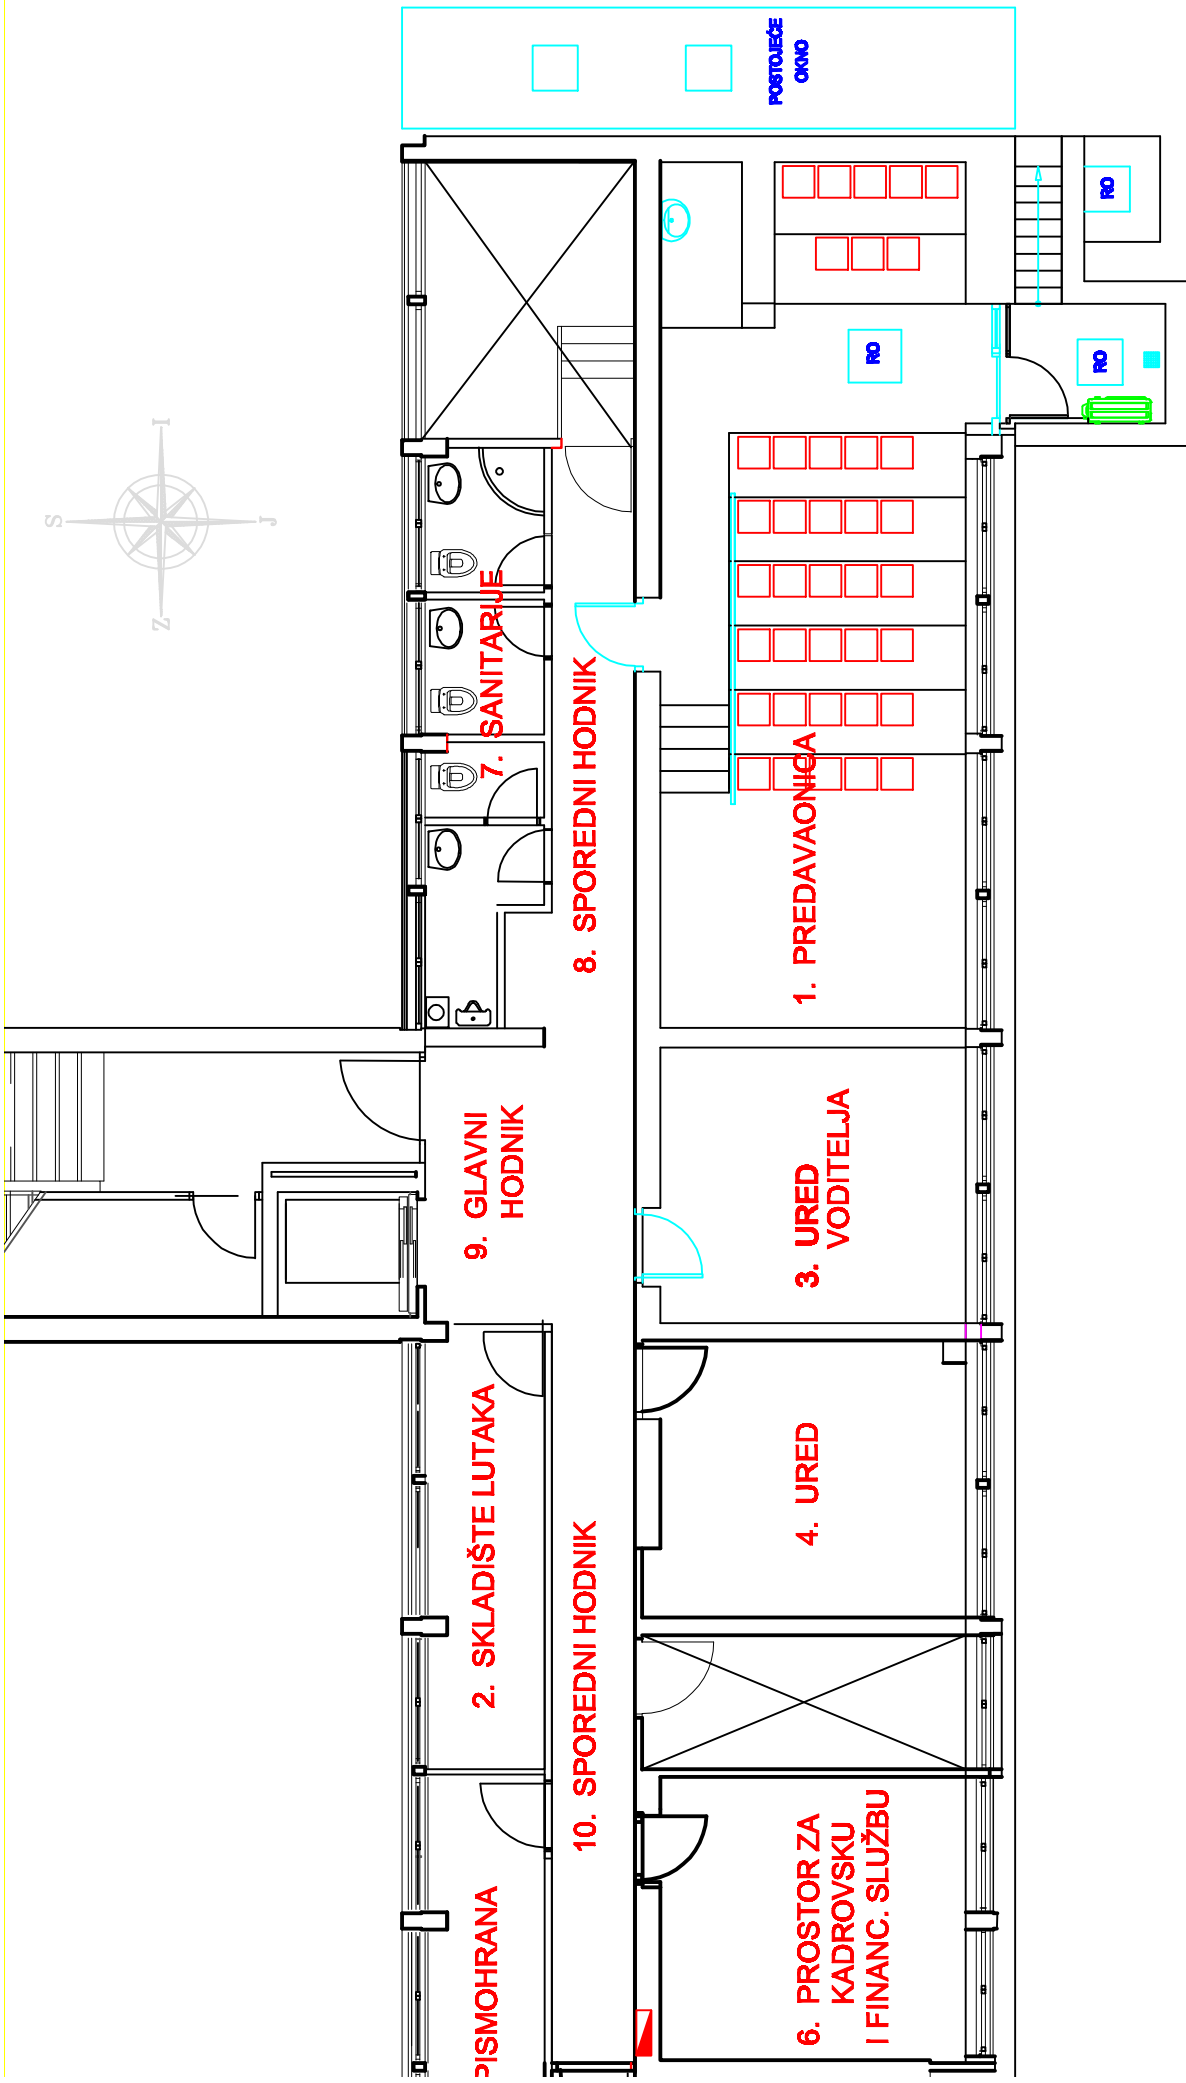 POSTOJEĆE
OKNO
RO
RO
RO
I
S
J
Z
7. SANITARIJE
8. SPOREDNI HODNIK
1. PREDAVAONICA
9. GLAVNI
HODNIK
3. URED
VODITELJA
2. SKLADIŠTE LUTAKA
4. URED
10. SPOREDNI HODNIK
PISMOHRANA
6. PROSTOR ZA
KADROVSKU
I FINANC. SLUŽBU